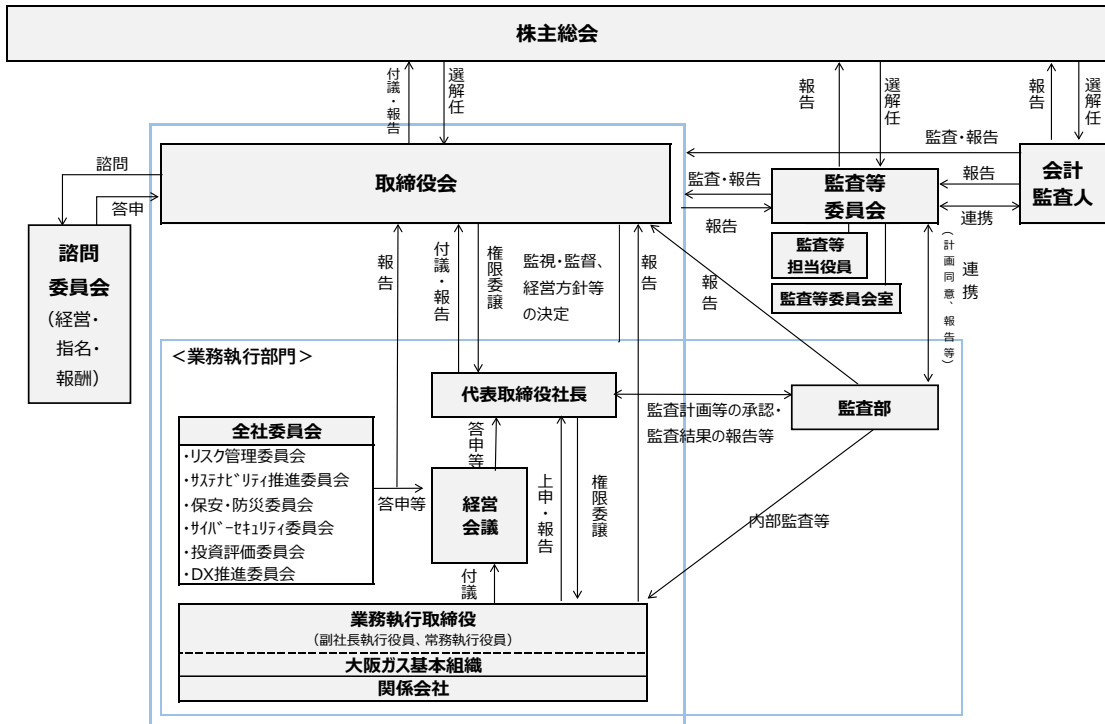 株主総会
付議・報告
選解任
報告
選解任
報告
選解任
監査・報告
諮問
答申
取締役会
監査・報告
報告
監査等
委員会
報告
連携
会計
監査人
諮問
委員会
(経営・
指名・
報酬)
監査等
担当役員
監査等委員会室
連携
(計画同意、報告等)
報告
付議・報告
権限委譲
監視・監督、
経営方針等
の決定
報告
報告
<業務執行部門>
代表取締役社長
監査計画等の承認・
監査結果の報告等
監査部
全社委員会
・リスク管理委員会
・ｻｽﾃﾅﾋﾞﾘﾃｨ推進委員会
・保安・防災委員会
・ｻｲﾊﾞｰｾｷｭﾘﾃｨ委員会
・投資評価委員会
・DX推進委員会
答申等
答申等
経営
会議
上申・報告
権限委譲
内部監査等
付議
業務執行取締役
(副社長執行役員、常務執行役員)
大阪ガス基本組織
関係会社